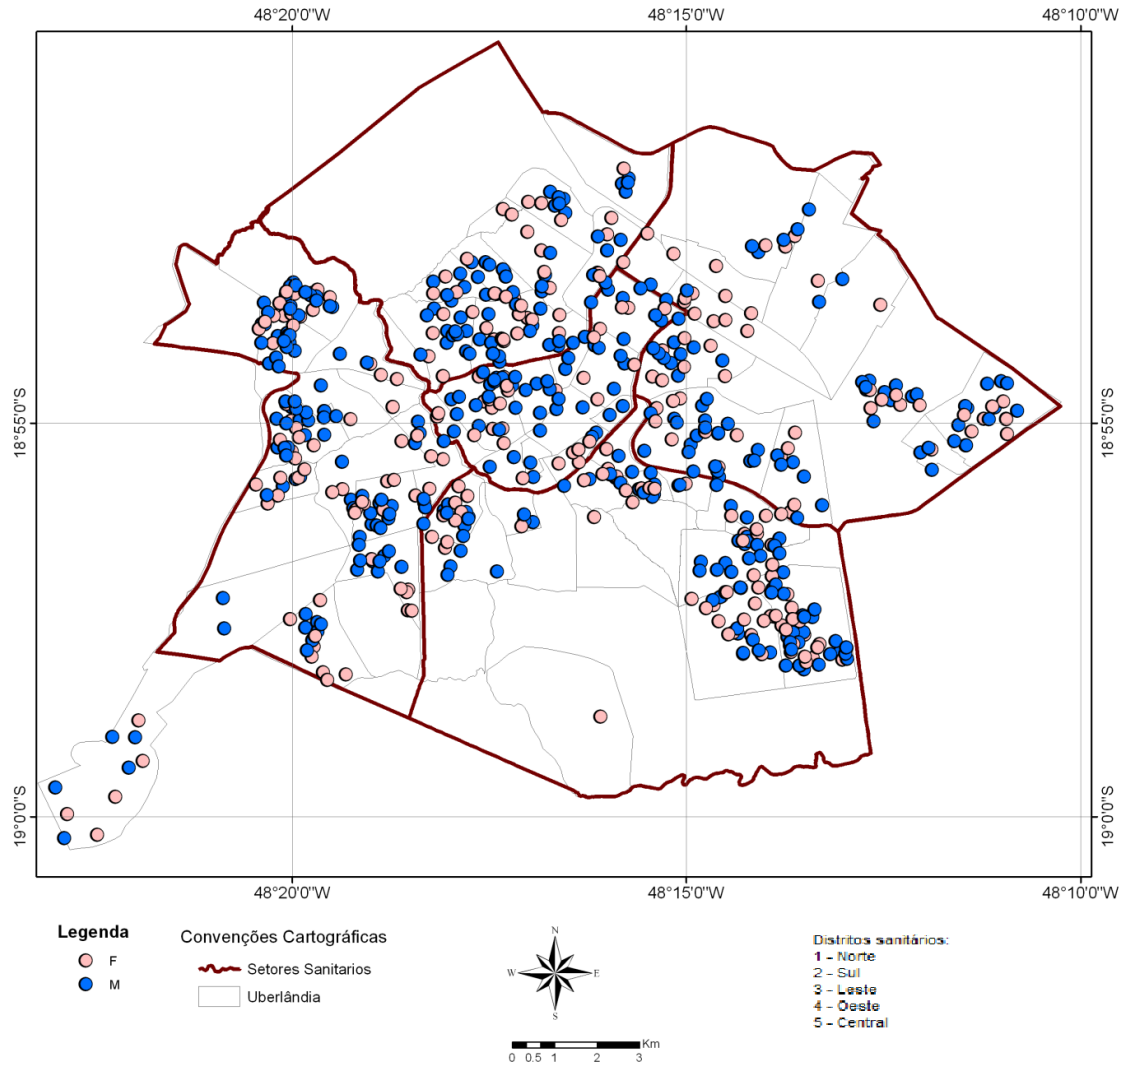 48°20'0"W 48°15'0"W 48°10'0"W
18°55'0"S 18°55'0"S
19°0'0"S 19°0'0"S
48°20'0"W 48°15'0"W 48°10'0"W
Legenda
F
M
Convenções Cartográficas
Setores Sanitarios
Uberlândia
N
W E
S
Km
0 0.5 1 2 3
Distritos sanitários:
1 - Norte
2 - Sul
3 - Leste
4 - Oeste
5 - Central